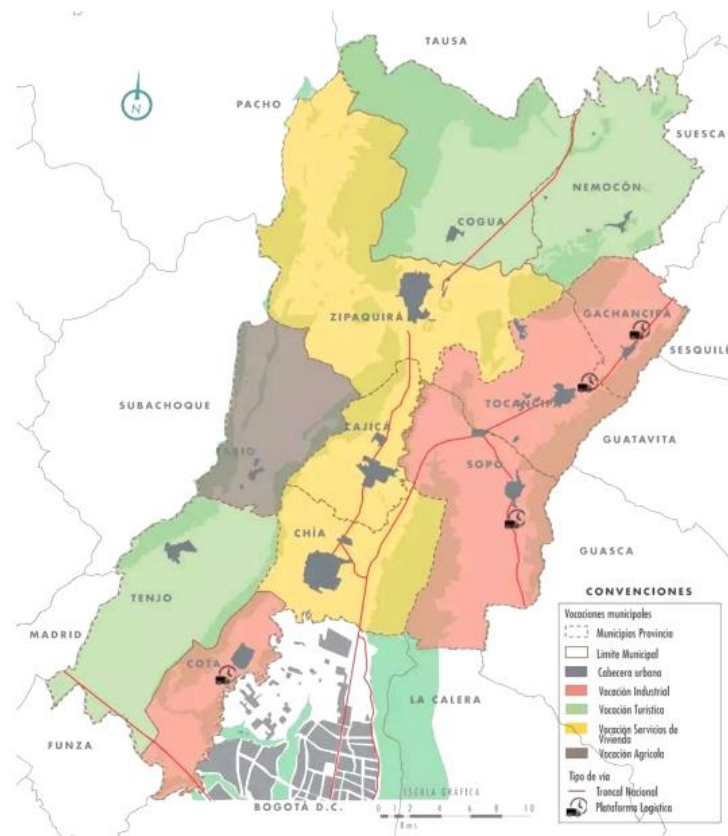 TAUSA
PACHO
N
SUESCA
NEMOCÓN
COGUA
ZIPAQUIRÁ
GACHANCIPÁ
SESQUILÉ
SUBACHOQUE
TOCANCIPÁ
CAJICÁ
GUATAVITA
SOPÓ
CHÍA
GUASCA
TENJO
MADRID
COTA
LA CALERA
FUNZA
BOGOTÁ D.C.
ESCALA GRÁFICA
0 2 4 6 8 10
Kms
CONVENCIONES
Vocaciones municipales
Municipios Provincia
Limite Municipal
Cabecera urbana
Vocación Industrial
Vocación Turística
Vocación Servicios de
Vivienda
Vocación Agrícola
Tipo de vía
Troncal Nacional
Plataforma Logística